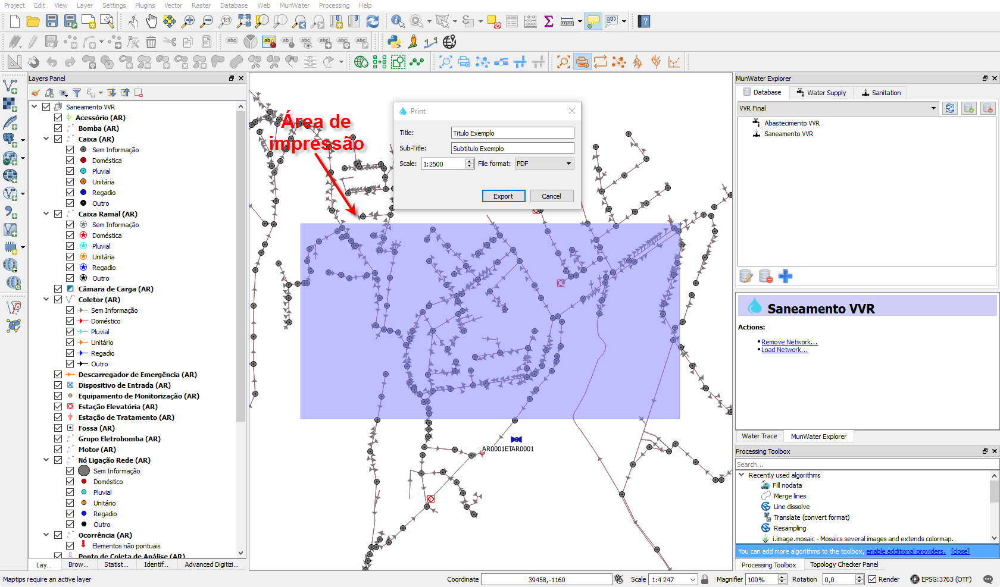 Project Edit View Layer Settings Plugins Vector Raster Database Web MunWater Processing Help
Layers Panel
Saneamento VVR
Acessório (AR)
Bomba (AR)
Caixa (AR)
Sem Informação
Doméstica
Pluvial
Unitária
Regadio
Outro
Caixa Ramal (AR)
Sem Informação
Doméstica
Pluvial
Unitária
Regadio
Outro
Câmara de Carga (AR)
Coletor (AR)
Sem Informação
Doméstico
Pluvial
Unitário
Regadio
Outro
Descarregador de Emergência (AR)
Dispositivo de Entrada (AR)
Equipamento de Monitorização (AR)
Estação Elevatória (AR)
Estação de Tratamento (AR)
Fossa (AR)
Grupo Eletrobomba (AR)
Motor (AR)
Nó Ligação Rede (AR)
Sem Informação
Doméstico
Pluvial
Unitário
Regadio
Outro
Ocorrência (AR)
Elementos não pontuais
Ponto de Coleta de Análise (AR)
Lay... Brow... Statist... Identif... Advanced Digitizi...
Área de
impressão
Print
Title: Titulo Exemplo
Sub-Title: Subtitulo Exemplo
Scale: 1:2500 File format: PDF
Export Cancel
AR0001ETAR0001
MunWater Explorer
Database Water Supply Sanitation
VVR Final
Abastecimento VVR
Saneamento VVR
Saneamento VVR
Actions:
Remove Network...
Load Network...
Water Trace MunWater Explorer
Processing Toolbox
Search...
Recently used algorithms
Fill nodata
Merge lines
Line dissolve
Translate (convert format)
Resampling
i.image.mosaic - Mosaics several images and extends colormap.
You can add more algorithms to the toolbox, enable additional providers. [close]
Processing Toolbox Topology Checker Panel
Maptips require an active layer Coordinate 39458,-1160 Scale 1:4 247 Magnifier 100% Rotation 0,0 Render EPSG:3763 (OTF)